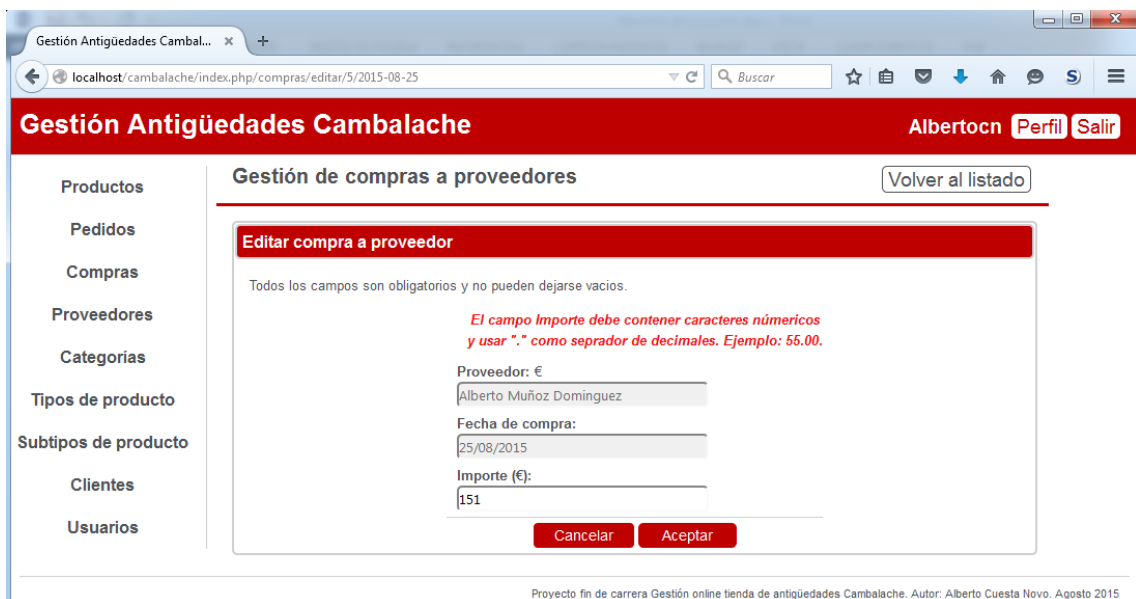 Gestión Antigüedades Cambal... × +
localhost/cambalache/index.php/compras/editar/5/2015-08-25
Buscar
S)
Gestión Antigüedades Cambalache
Albertocn Perfil Salir
Productos
Pedidos
Compras
Proveedores
Categorías
Tipos de producto
Subtipos de producto
Clientes
Usuarios
Gestión de compras a proveedores
Volver al listado
Editar compra a proveedor
Todos los campos son obligatorios y no pueden dejarse vacios.
El campo Importe debe contener caracteres númericos
y usar "." como seprador de decimales. Ejemplo: 55.00.
Proveedor: €
Alberto Muñoz Dominguez
Fecha de compra:
25/08/2015
Importe (€):
151
Cancelar Aceptar
Proyecto fin de carrera Gestión online tienda de antigüedades Cambalache. Autor: Alberto Cuesta Novo. Agosto 2015